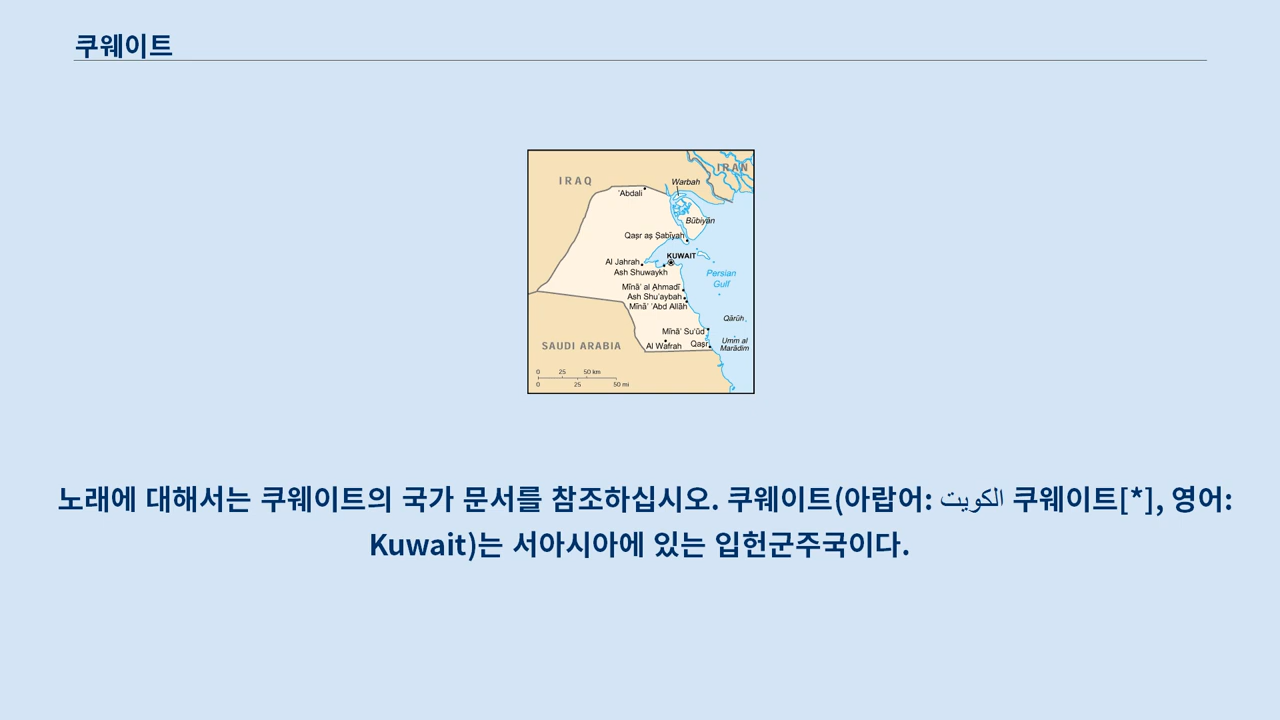 쿠웨이트
IRAQ
IRAN
Warbah
'Abdali
Būbiyān
Qaşr aş Şabīyah
KUWAIT
Al Jahrah
Ash Shuwaykh
Persian
Gulf
Mīnā' al Aḩmadī
Ash Shu'aybah
Mīnā' 'Abd Allāh
Qārūh
Mīnā' Su'ūd
Umm al
Marādim
SAUDI ARABIA
Al Wafrah
Qaşr
0 25 50 km
0 25 50 mi
노래에 대해서는 쿠웨이트의 국가 문서를 참조하십시오. 쿠웨이트(아랍어: الكويت 쿠웨이트[*], 영어:
Kuwait)는 서아시아에 있는 입헌군주국이다.